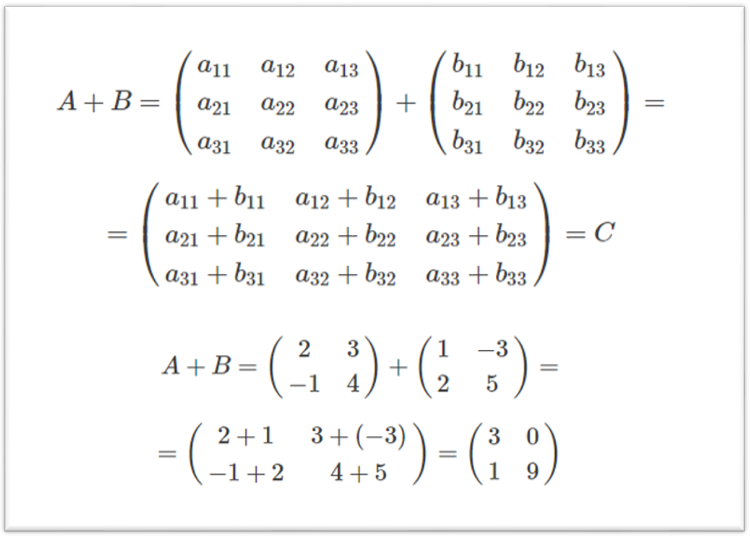 A + B = ( a₁₁ a₁₂ a₁₃ ) + ( b₁₁ b₁₂ b₁₃ ) =
( a₂₁ a₂₂ a₂₃ ) ( b₂₁ b₂₂ b₂₃ )
( a₃₁ a₃₂ a₃₃ ) ( b₃₁ b₃₂ b₃₃ )
= ( a₁₁ + b₁₁ a₁₂ + b₁₂ a₁₃ + b₁₃ ) = C
( a₂₁ + b₂₁ a₂₂ + b₂₂ a₂₃ + b₂₃ )
( a₃₁ + b₃₁ a₃₂ + b₃₂ a₃₃ + b₃₃ )
A + B = ( 2 3 ) + ( 1 −3 ) =
( −1 4 ) ( 2 5 )
= ( 2 + 1 3 + (−3) ) = ( 3 0 )
( −1 + 2 4 + 5 ) ( 1 9 )